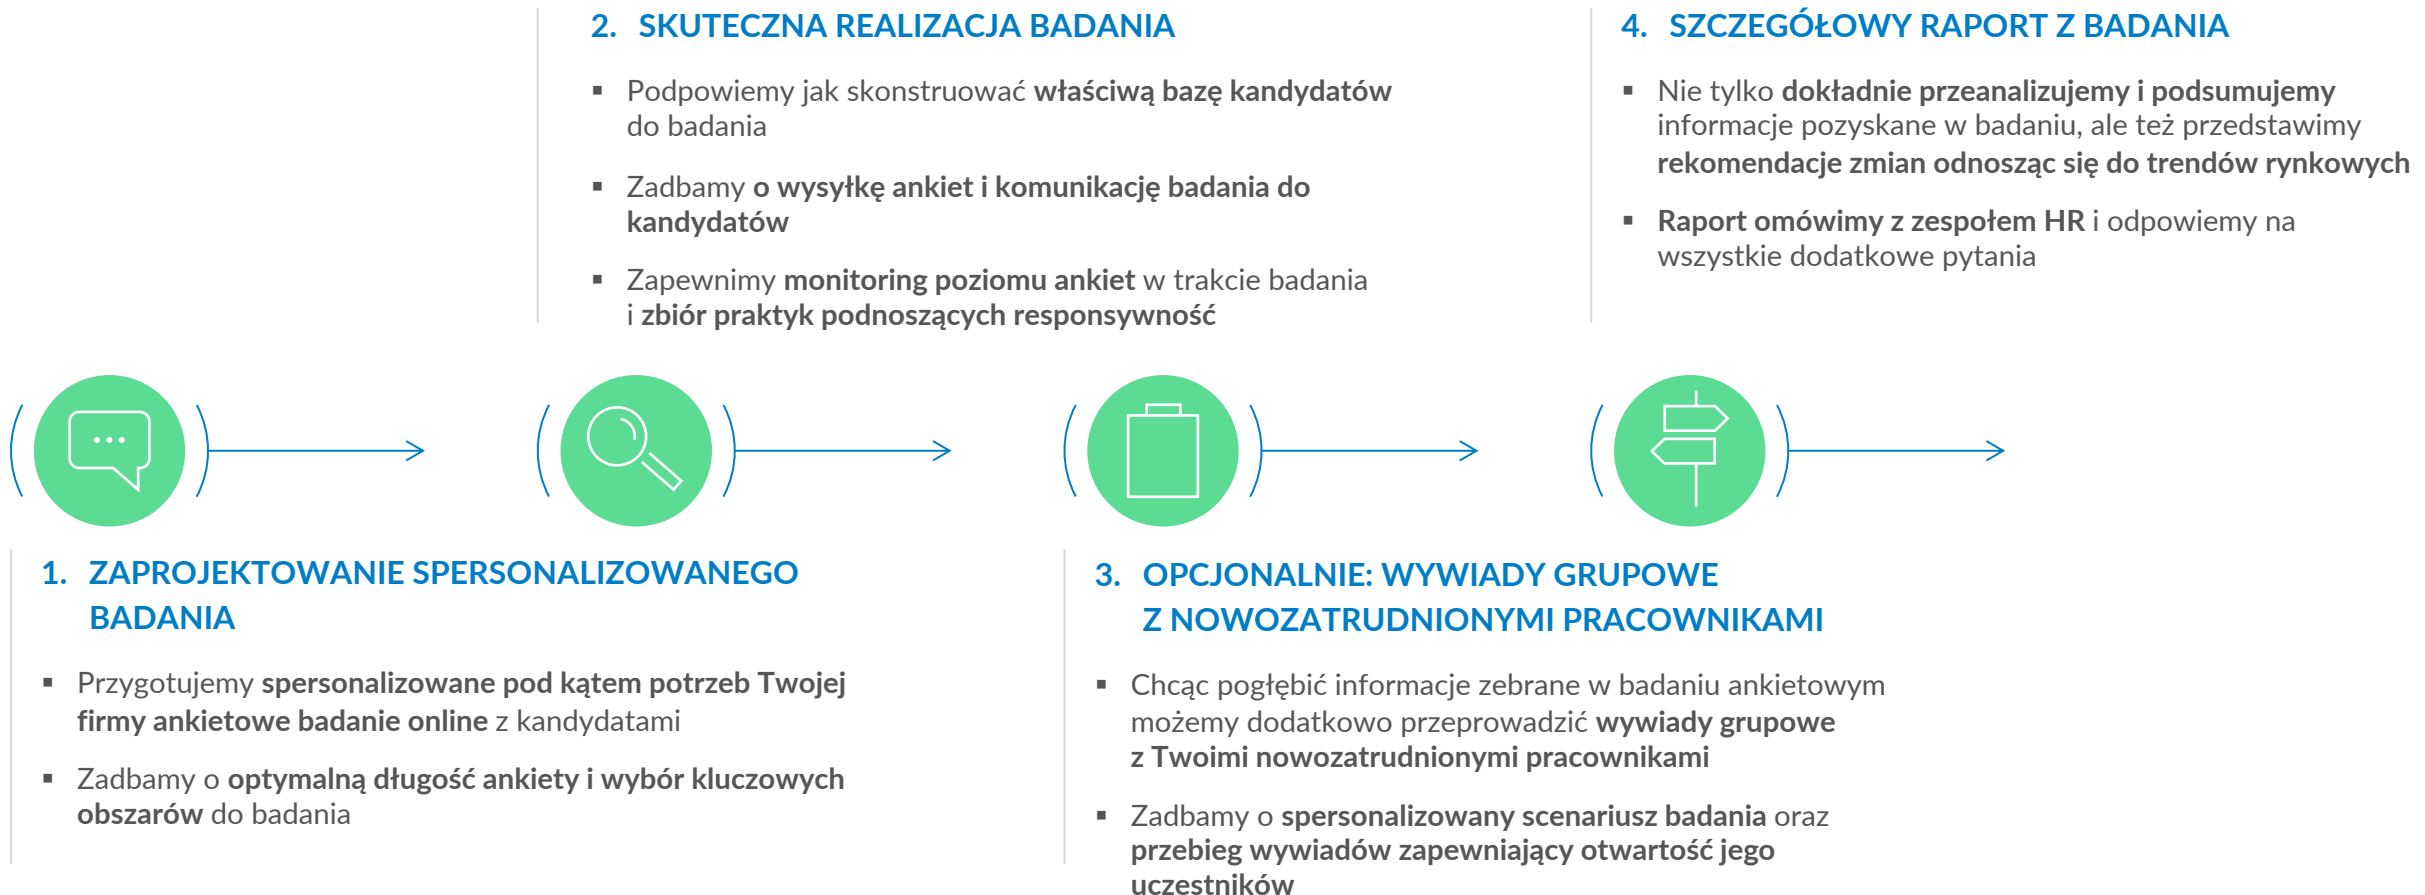 2. SKUTECZNA REALIZACJA BADANIA
▪ Podpowiemy jak skonstruować właściwą bazę kandydatów
do badania
▪ Zadbamy o wysyłkę ankiet i komunikację badania do
kandydatów
▪ Zapewnimy monitoring poziomu ankiet w trakcie badania
i zbiór praktyk podnoszących responsywność
4. SZCZEGÓŁOWY RAPORT Z BADANIA
▪ Nie tylko dokładnie przeanalizujemy i podsumujemy
informacje pozyskane w badaniu, ale też przedstawimy
rekomendacje zmian odnosząc się do trendów rynkowych
▪ Raport omówimy z zespołem HR i odpowiemy na
wszystkie dodatkowe pytania
1. ZAPROJEKTOWANIE SPERSONALIZOWANEGO
BADANIA
▪ Przygotujemy spersonalizowane pod kątem potrzeb Twojej
firmy ankietowe badanie online z kandydatami
▪ Zadbamy o optymalną długość ankiety i wybór kluczowych
obszarów do badania
3. OPCJONALNIE: WYWIADY GRUPOWE
Z NOWOZATRUDNIONYMI PRACOWNIKAMI
▪ Chcąc pogłębić informacje zebrane w badaniu ankietowym
możemy dodatkowo przeprowadzić wywiady grupowe
z Twoimi nowozatrudnionymi pracownikami
▪ Zadbamy o spersonalizowany scenariusz badania oraz
przebieg wywiadów zapewniający otwartość jego
uczestników